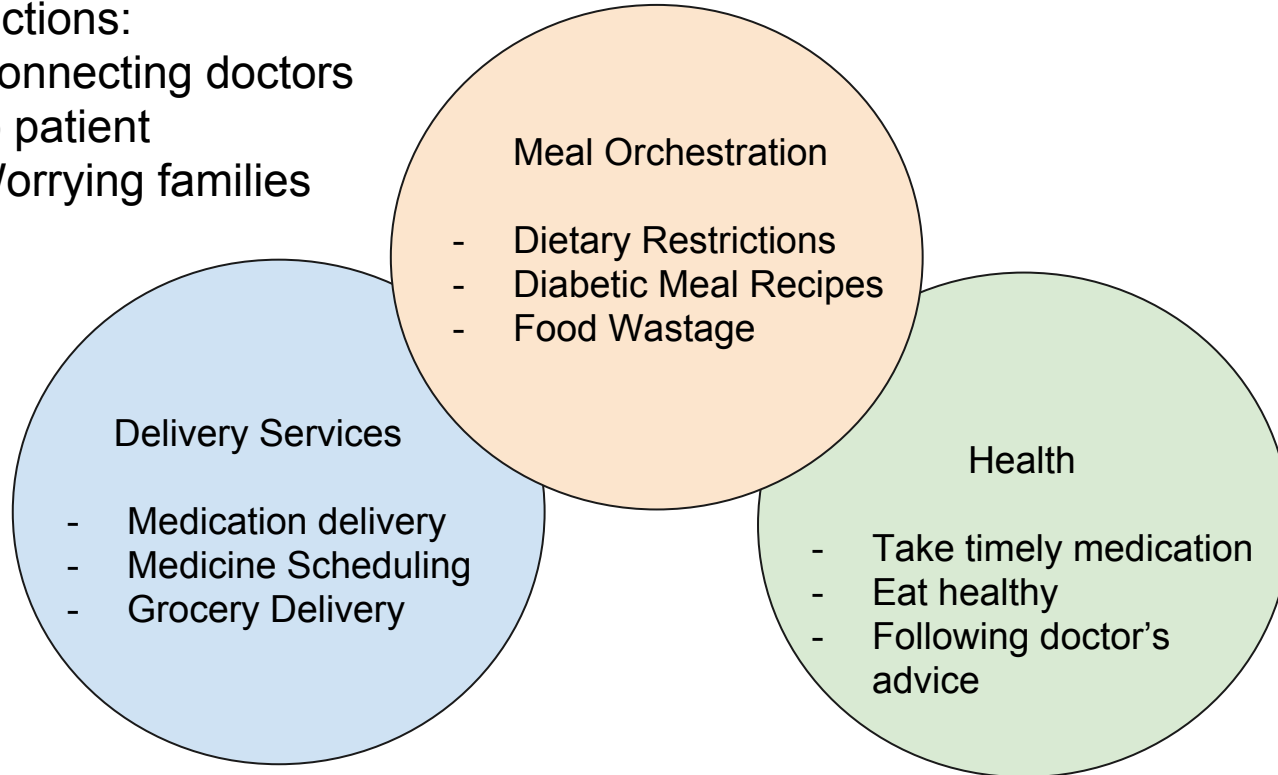 ctions:
onnecting doctors
patient
orrying families
Meal Orchestration
- Dietary Restrictions
- Diabetic Meal Recipes
- Food Wastage
Delivery Services
- Medication delivery
- Medicine Scheduling
- Grocery Delivery
Health
- Take timely medication
- Eat healthy
- Following doctor's
advice